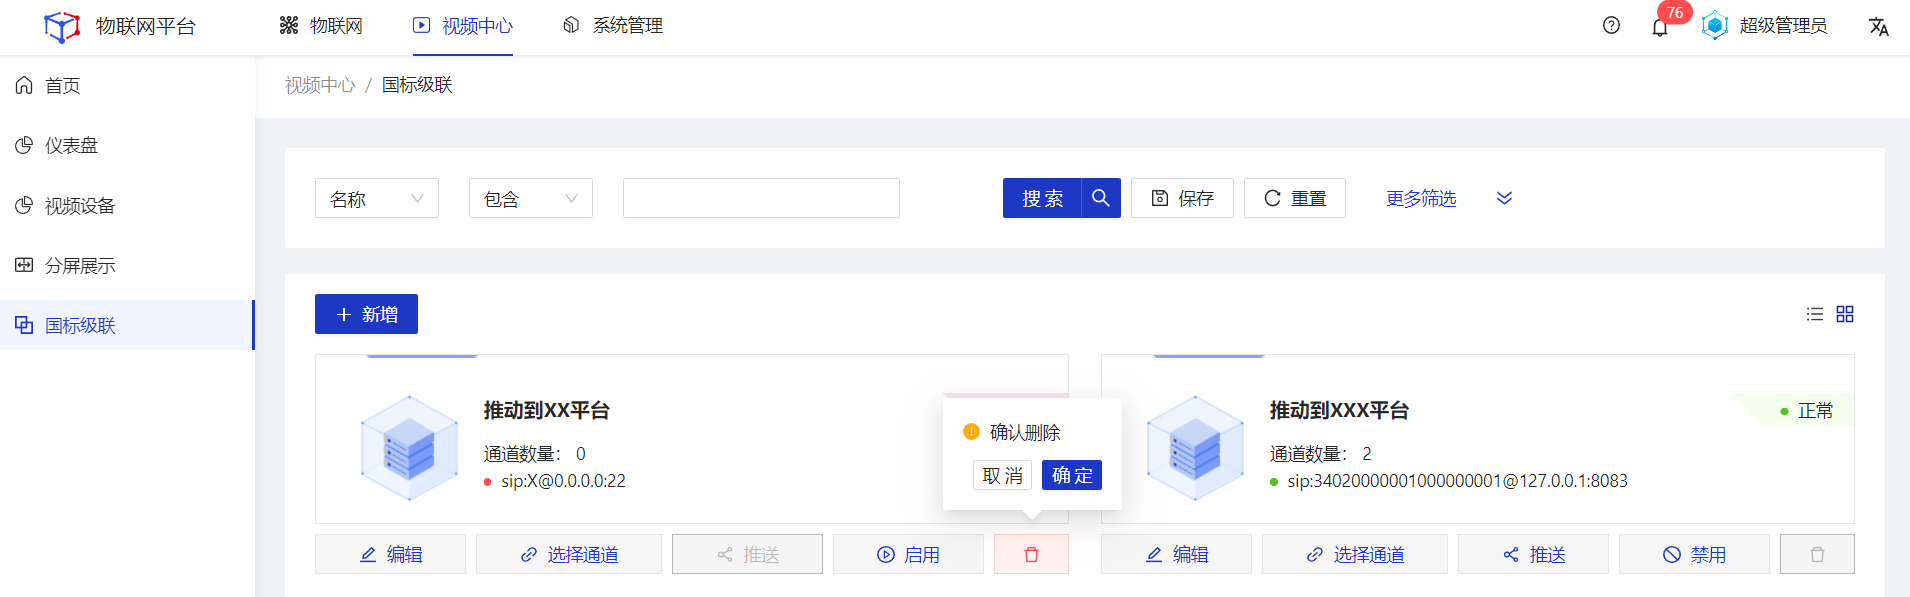 物联网平台
物联网
视频中心
系统管理
76
超级管理员
首页
仪表盘
视频设备
分屏展示
国标级联
视频中心 / 国标级联
名称
包含
搜索
保存
重置
更多筛选
新增
推动到XX平台
通道数量： 0
sip:X@0.0.0.0:22
确认删除
取消
确定
编辑
选择通道
推送
启用
推动到XXX平台
正常
通道数量： 2
sip:34020000001000000001@127.0.0.1:8083
编辑
选择通道
推送
禁用